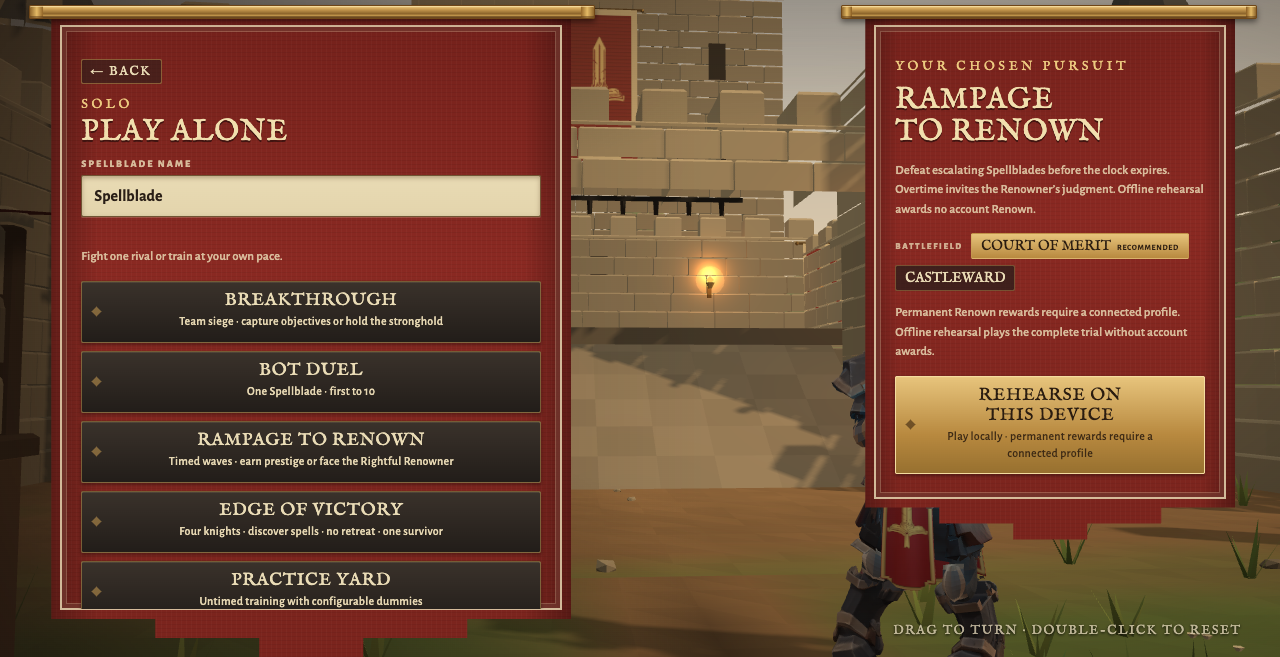 ← BACK
SOLO
PLAY ALONE
SPELLBLADE NAME
Spellblade
Fight one rival or train at your own pace.
BREAKTHROUGH
Team siege · capture objectives or hold the stronghold
BOT DUEL
One Spellblade · first to 10
RAMPAGE TO RENOWN
Timed waves · earn prestige or face the Rightful Renowner
EDGE OF VICTORY
Four knights · discover spells · no retreat · one survivor
PRACTICE YARD
Untimed training with configurable dummies
YOUR CHOSEN PURSUIT
RAMPAGE
TO RENOWN
Defeat escalating Spellblades before the clock expires.
Overtime invites the Renowner's judgment. Offline rehearsal
awards no account Renown.
BATTLEFIELD COURT OF MERIT RECOMMENDED
CASTLEWARD
Permanent Renown rewards require a connected profile.
Offline rehearsal plays the complete trial without account
awards.
REHEARSE ON
THIS DEVICE
Play locally · permanent rewards require a
connected profile
DRAG TO TURN · DOUBLE-CLICK TO RESET